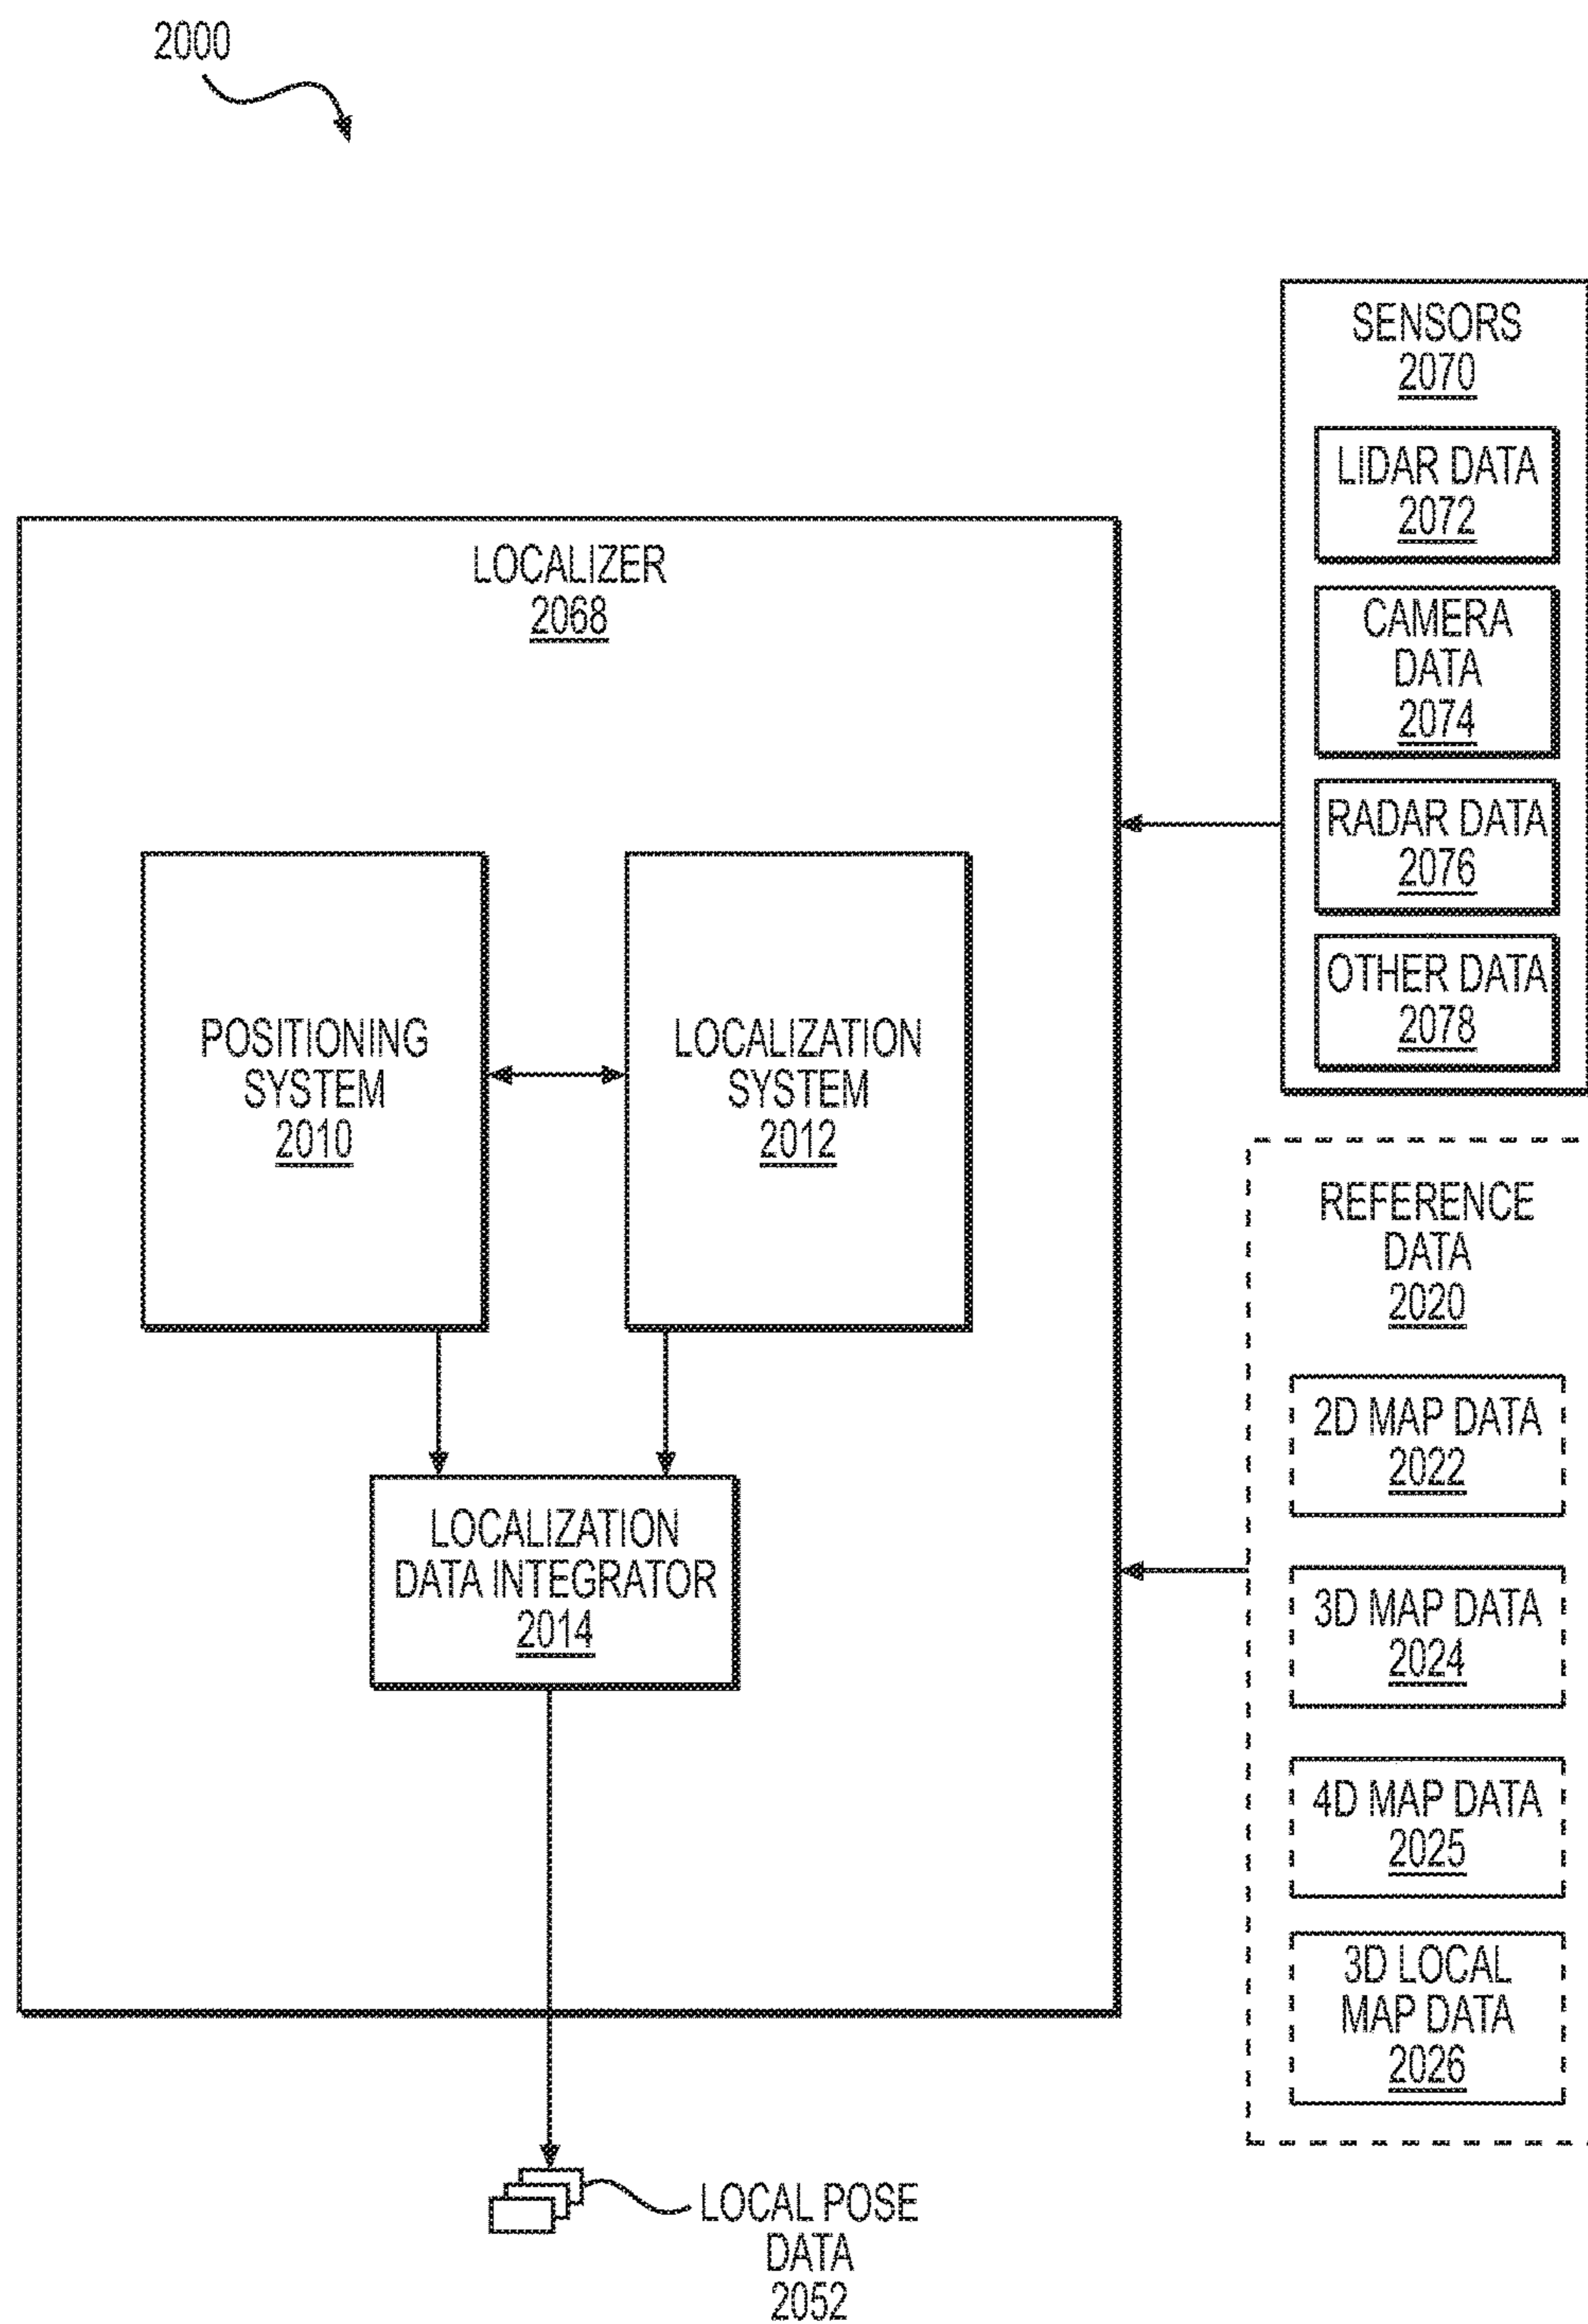 2000
SENSORS
2070
LIDAR DATA
2072
CAMERA
DATA
2074
RADAR DATA
2076
OTHER DATA
2078
LOCALIZER
2068
POSITIONING
SYSTEM
2010
LOCALIZATION
SYSTEM
2012
LOCALIZATION
DATA INTEGRATOR
2014
REFERENCE
DATA
2020
2D MAP DATA
2022
3D MAP DATA
2024
4D MAP DATA
2025
3D LOCAL
MAP DATA
2026
LOCAL POSE
DATA
2052